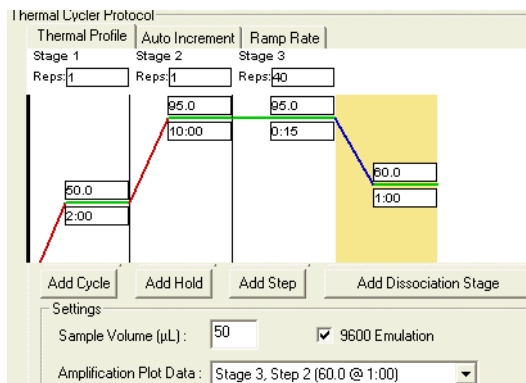 Thermal Cycler Protocol
Thermal Profile Auto Increment Ramp Rate
Stage 1 Stage 2 Stage 3
Reps: 1 Reps: 1 Reps: 40
95.0 95.0
10:00 0:15
60.0
50.0 1:00
2:00
Add Cycle Add Hold Add Step Add Dissociation Stage
Settings
Sample Volume (µL) : 50 9600 Emulation
Amplification Plot Data : Stage 3, Step 2 (60.0 @ 1:00)